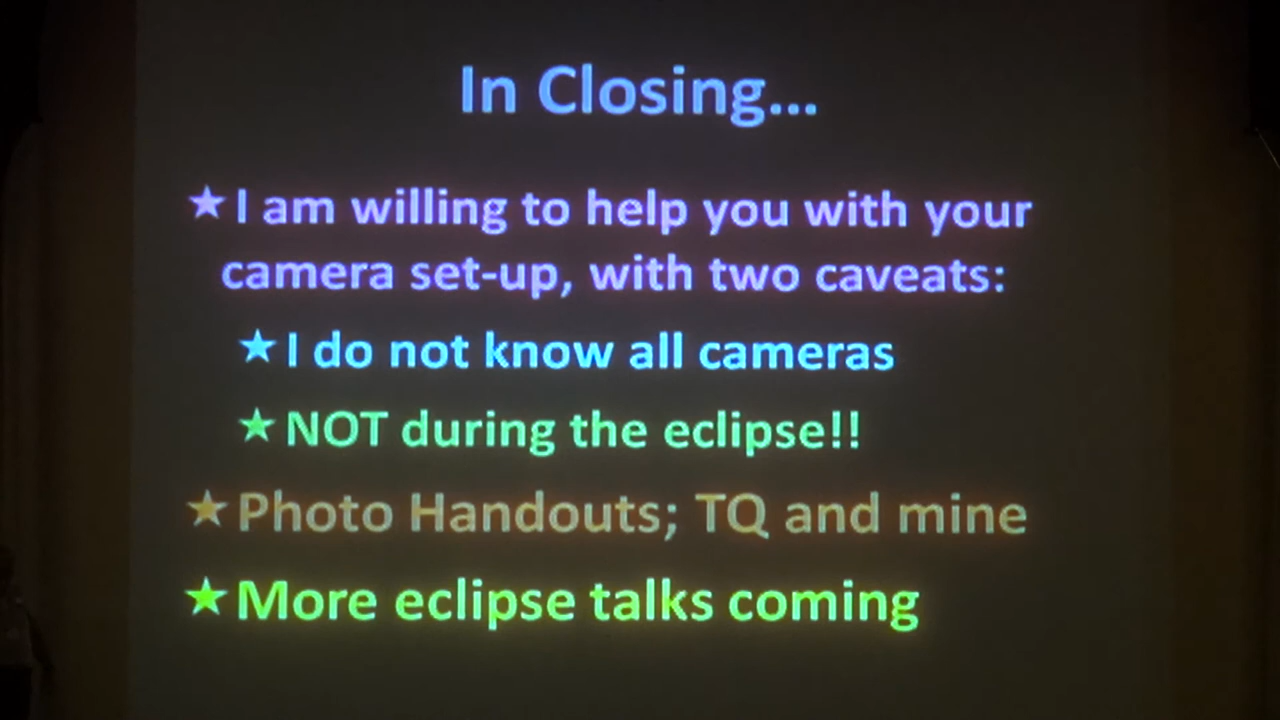 In Closing...
★I am willing to help you with your
camera set-up, with two caveats:
★I do not know all cameras
★NOT during the eclipse!!
★Photo Handouts; TQ and mine
★More eclipse talks coming